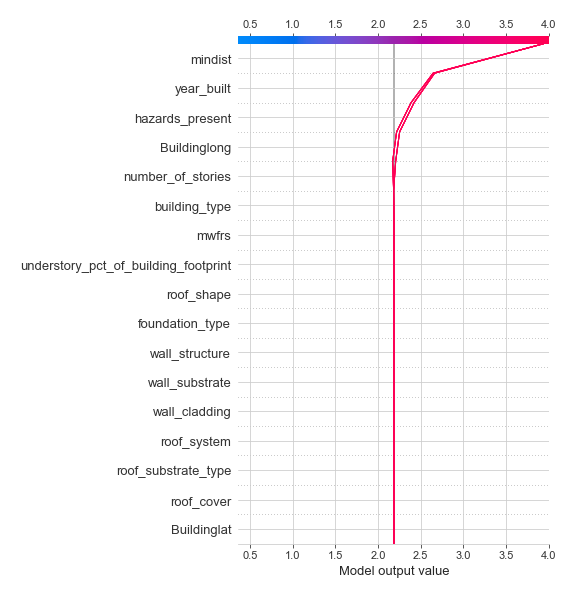 0.5 1.0 1.5 2.0 2.5 3.0 3.5 4.0
mindist
year_built
hazards_present
Buildinglong
number_of_stories
building_type
mwfrs
understory_pct_of_building_footprint
roof_shape
foundation_type
wall_structure
wall_substrate
wall_cladding
roof_system
roof_substrate_type
roof_cover
Buildinglat
0.5 1.0 1.5 2.0 2.5 3.0 3.5 4.0
Model output value